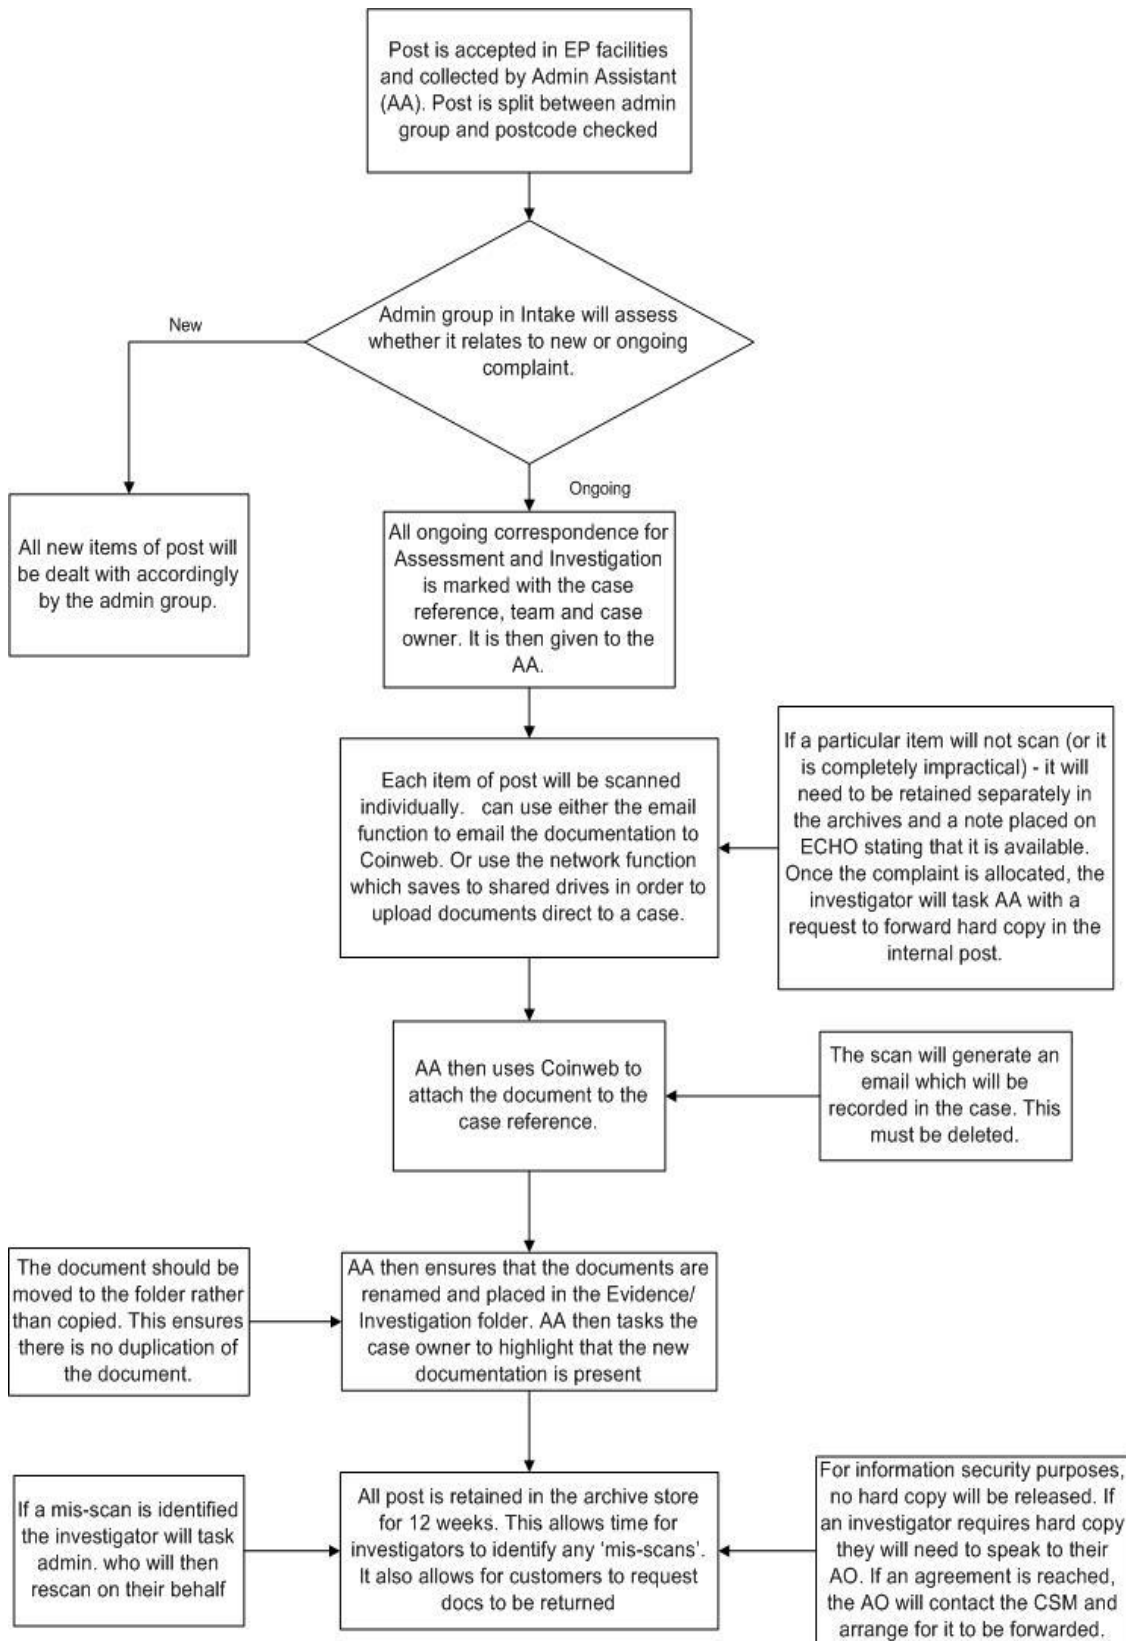 Post is accepted in EP facilities
and collected by Admin Assistant
(AA). Post is split between admin
group and postcode checked
Admin group in Intake will assess
whether it relates to new or ongoing
complaint.
New
Ongoing
All new items of post will
be dealt with accordingly
by the admin group.
All ongoing correspondence for
Assessment and Investigation
is marked with the case
reference, team and case
owner. It is then given to the
AA.
Each item of post will be scanned
individually.   can use either the email
function to email the documentation to
Coinweb. Or use the network function
which saves to shared drives in order to
upload documents direct to a case.
If a particular item will not scan (or it
is completely impractical) - it will
need to be retained separately in
the archives and a note placed on
ECHO stating that it is available.
Once the complaint is allocated, the
investigator will task AA with a
request to forward hard copy in the
internal post.
AA then uses Coinweb to
attach the document to the
case reference.
The scan will generate an
email which will be
recorded in the case. This
must be deleted.
The document should be
moved to the folder rather
than copied. This ensures
there is no duplication of
the document.
AA then ensures that the documents are
renamed and placed in the Evidence/
Investigation folder. AA then tasks the
case owner to highlight that the new
documentation is present
If a mis-scan is identified
the investigator will task
admin. who will then
rescan on their behalf
All post is retained in the archive store
for 12 weeks. This allows time for
investigators to identify any 'mis-scans'.
It also allows for customers to request
docs to be returned
For information security purposes,
no hard copy will be released. If
an investigator requires hard copy
they will need to speak to their
AO. If an agreement is reached,
the AO will contact the CSM and
arrange for it to be forwarded.